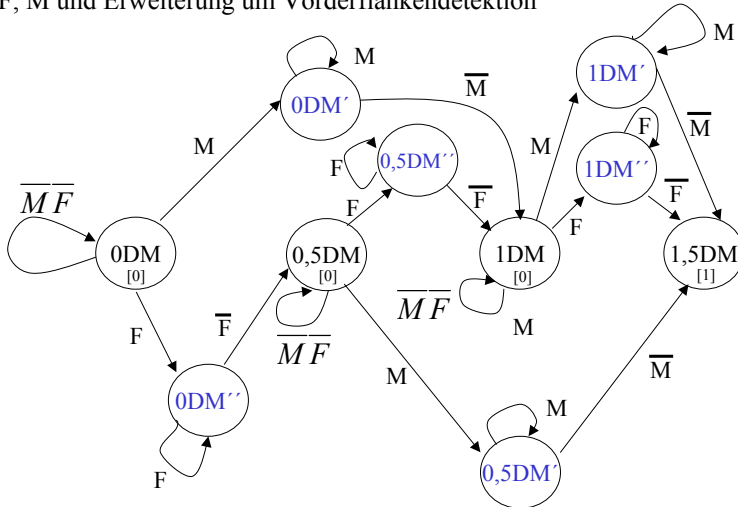 F, M und Erweiterung um Vorderflankendetektion
M
M
1DM´
0DM´
M̅
M̅
F
F
0,5DM´´
1DM´´
M
M
F
F̅
F̅
M̅ F̅
F
0DM
[0]
0,5DM
[0]
1DM
[0]
1,5DM
[1]
M̅ F̅
F̅
F
M̅ F̅
M
M
M̅
0DM´´
M
0,5DM´
F